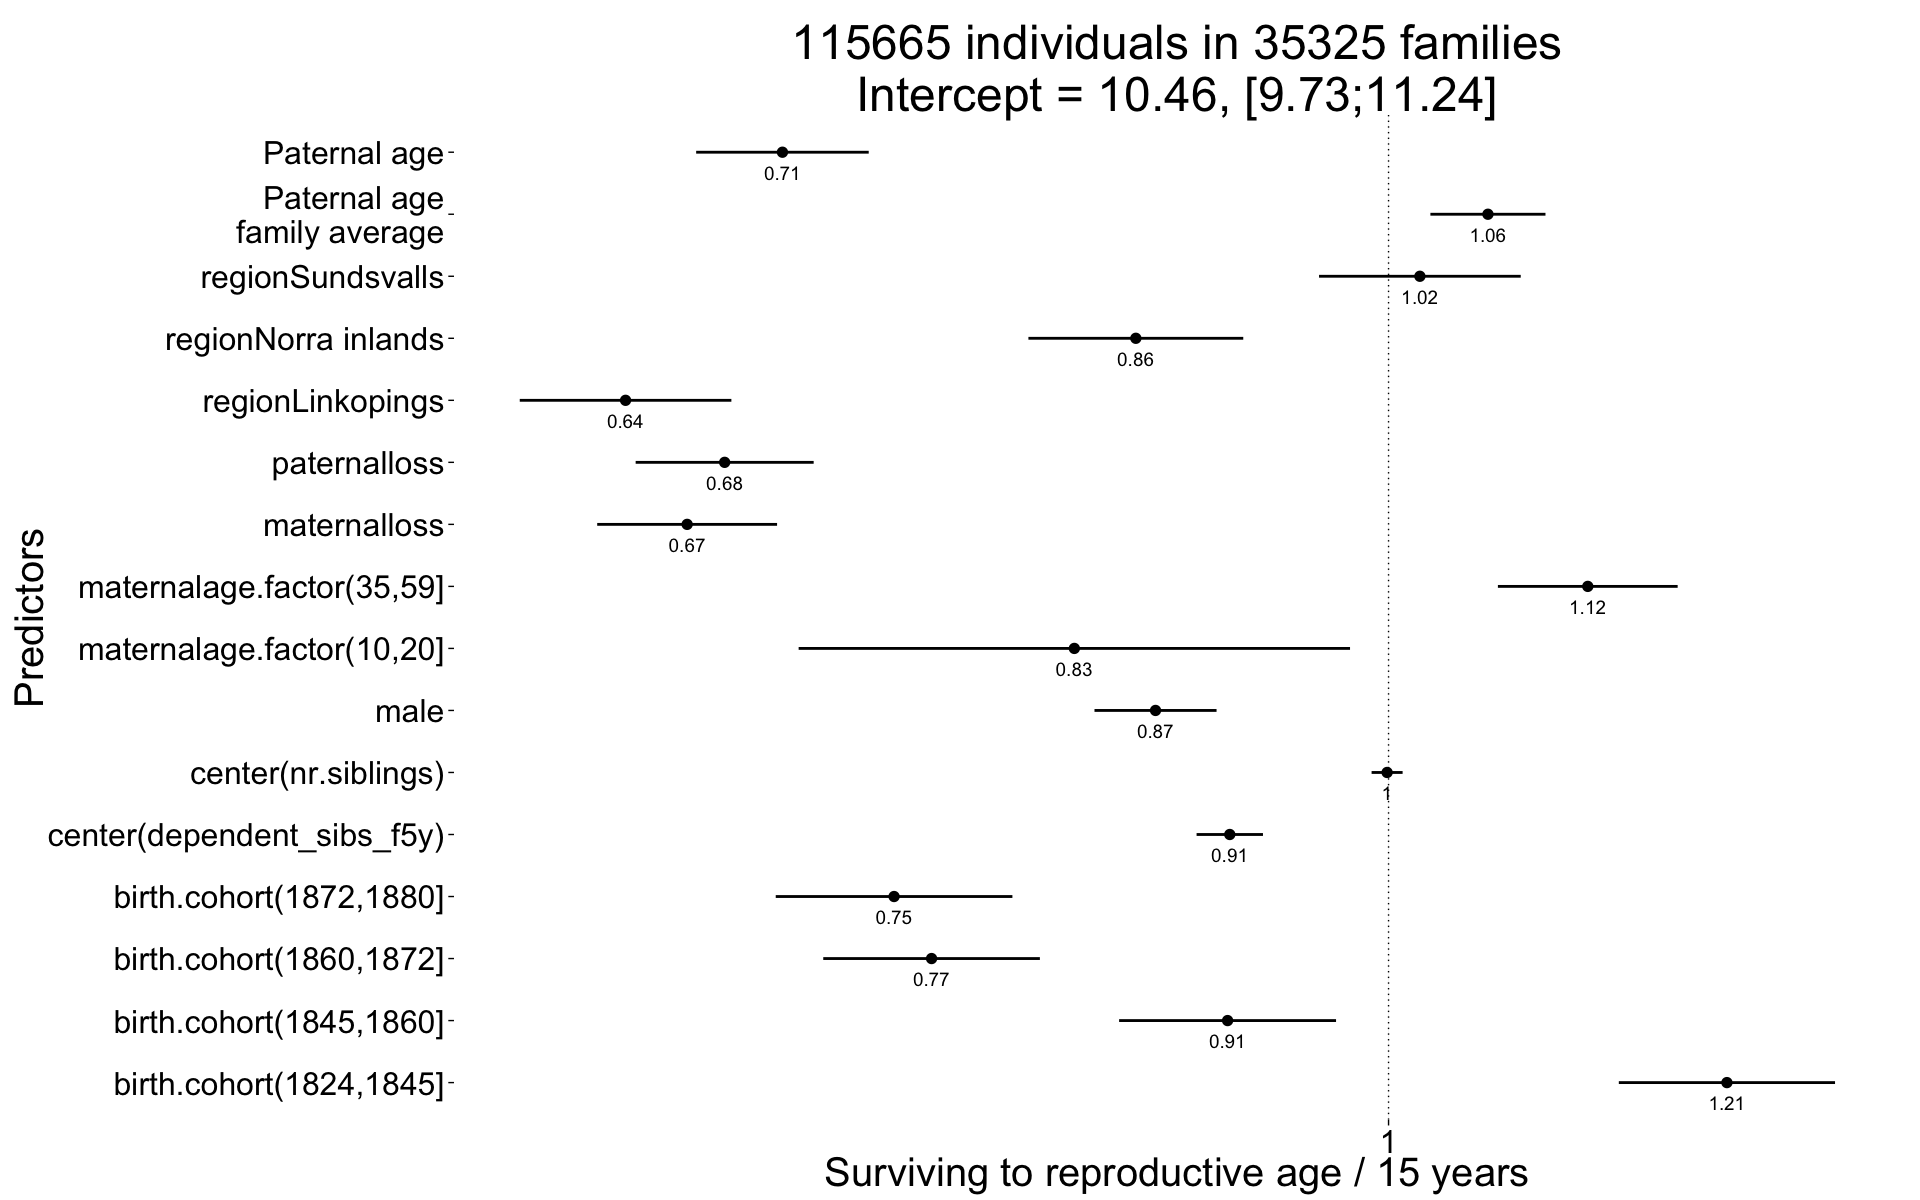 115665 individuals in 35325 families
Intercept = 10.46, [9.73;11.24]
Predictors
Paternal age
0.71
Paternal age
family average
1.06
regionSundsvalls
1.02
regionNorra inlands
0.86
regionLinkopings
0.64
paternalloss
0.68
maternalloss
0.67
maternalage.factor(35,59]
1.12
maternalage.factor(10,20]
0.83
male
0.87
center(nr.siblings)
1
center(dependent_sibs_f5y)
0.91
birth.cohort(1872,1880]
0.75
birth.cohort(1860,1872]
0.77
birth.cohort(1845,1860]
0.91
birth.cohort(1824,1845]
1.21
1
Surviving to reproductive age / 15 years